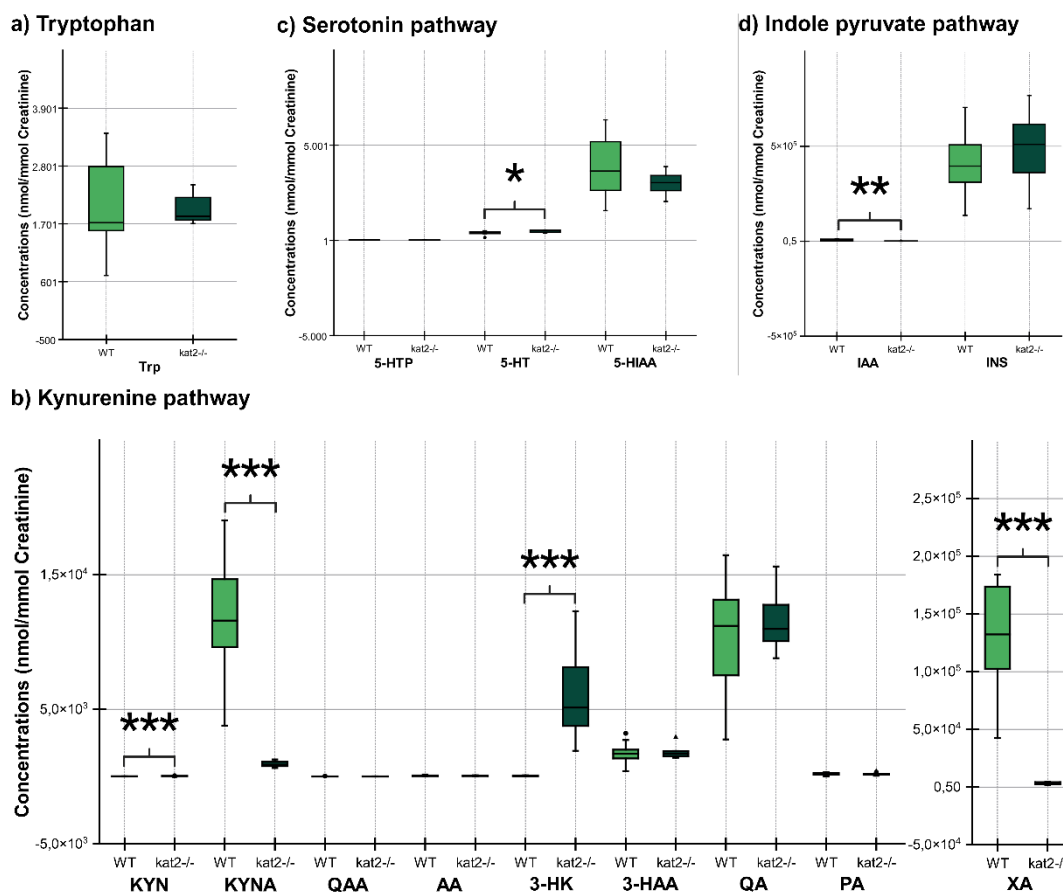 a) Tryptophan
c) Serotonin pathway
d) Indole pyruvate pathway
Concentrations (nmol/mmol Creatinine)
3.901
2.801
1.701
601
-500
WT
kat2-/-
Trp
Concentrations (nmol/mmol Creatinine)
5.001
1
-5.000
*
WT
kat2-/-
WT
kat2-/-
WT
kat2-/-
5-HTP
5-HT
5-HIAA
Concentrations (nmol/mmol Creatinine)
5×10⁵
0,5
-5×10⁵
**
WT
kat2-/-
WT
kat2-/-
IAA
INS
b) Kynurenine pathway
Concentrations (nmol/mmol Creatinine)
1,5×10⁴
5,0×10³
-5,0×10³
***
***
***
WT
kat2-/-
WT
kat2-/-
WT
kat2-/-
WT
kat2-/-
WT
kat2-/-
WT
kat2-/-
WT
kat2-/-
WT
kat2-/-
KYN
KYNA
QAA
AA
3-HK
3-HAA
QA
PA
2,5×10⁵
2,0×10⁵
1,5×10⁵
1,0×10⁵
5,0×10⁴
0,50
-5,0×10⁴
***
WT
kat2-/-
XA